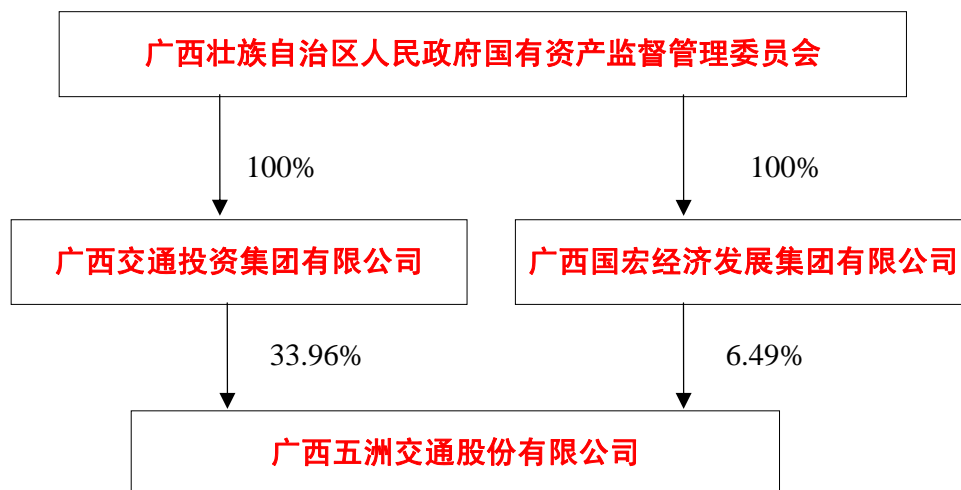 广西壮族自治区人民政府国有资产监督管理委员会
100%
100%
广西交通投资集团有限公司
广西国宏经济发展集团有限公司
33.96%
6.49%
广西五洲交通股份有限公司